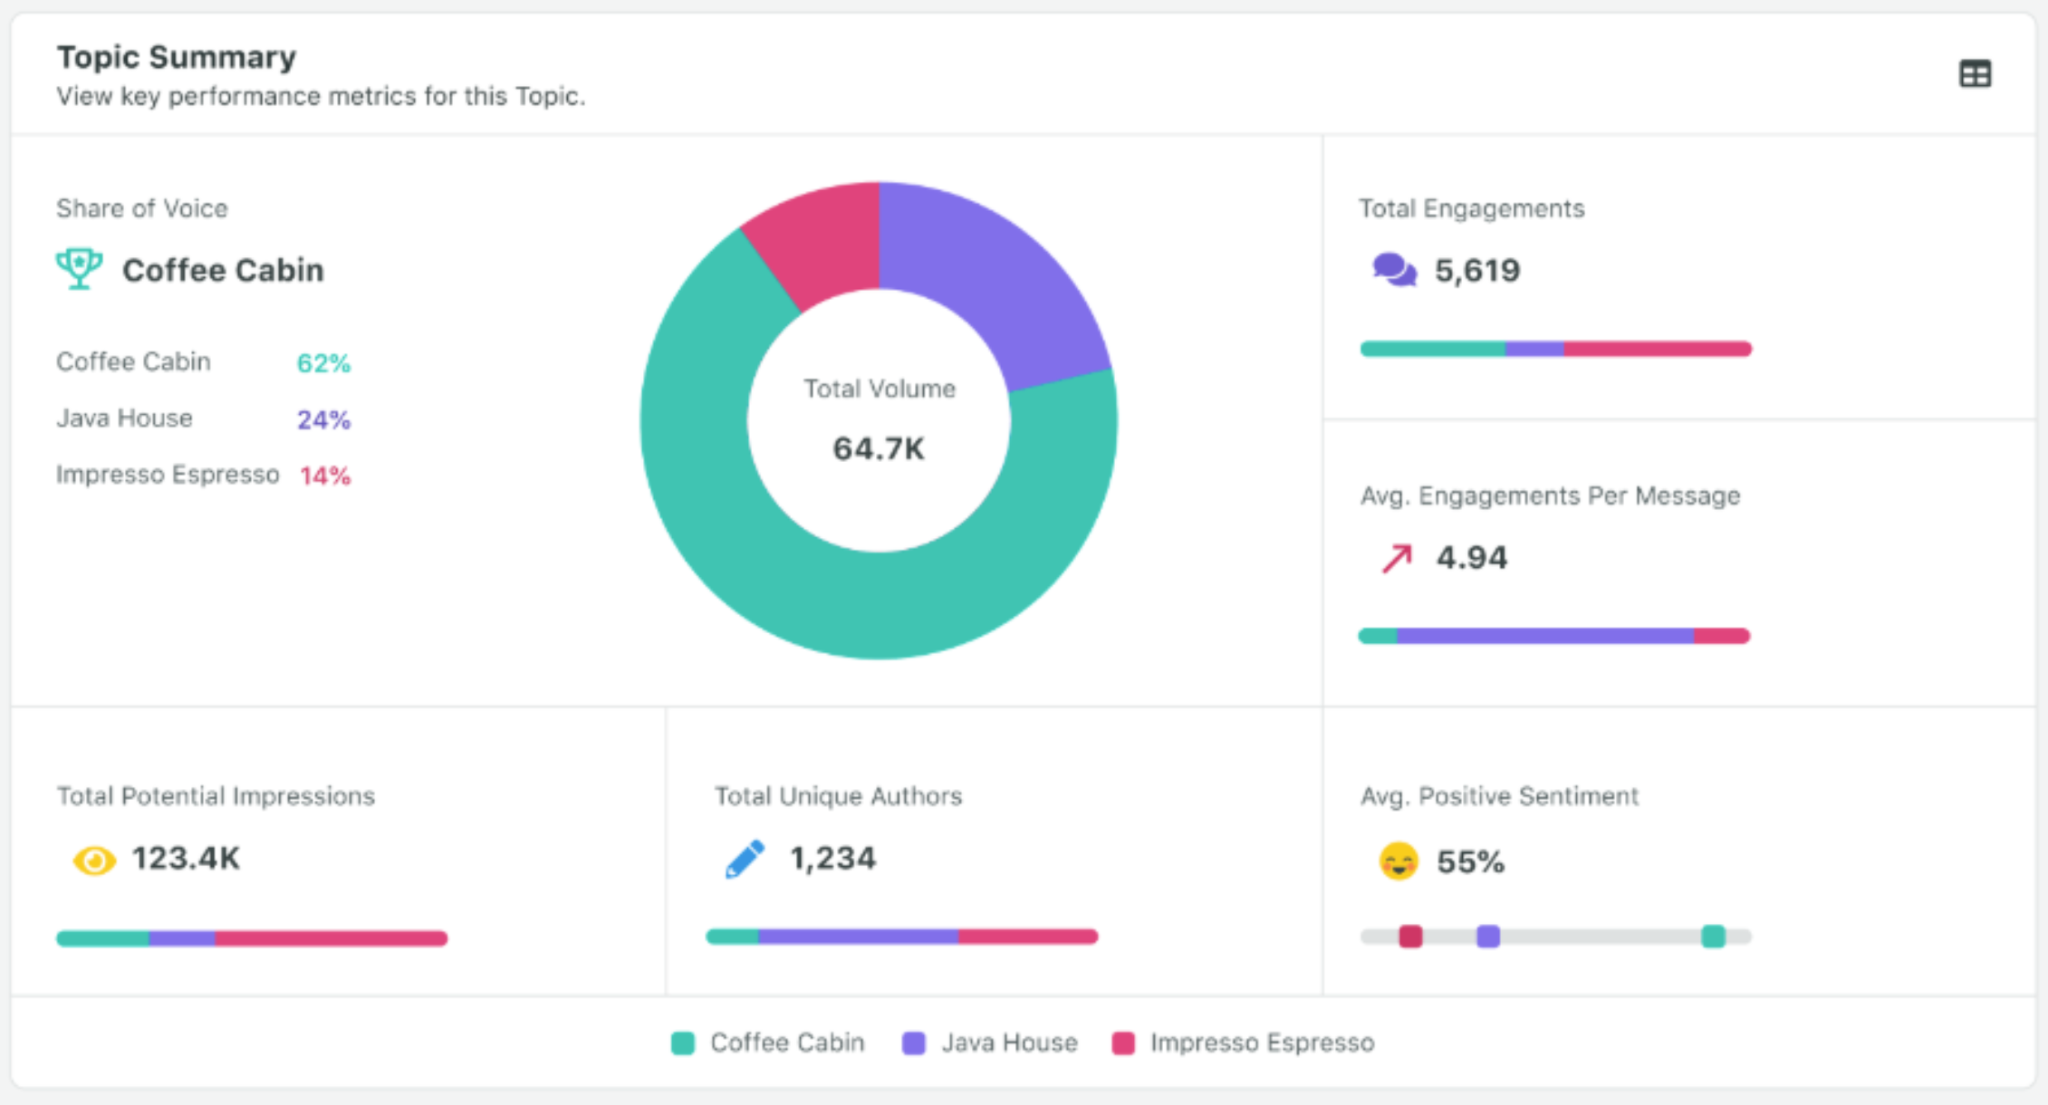 Topic Summary
View key performance metrics for this Topic.
Share of Voice
Coffee Cabin
Coffee Cabin 62%
Java House 24%
Impresso Espresso 14%
Total Volume
64.7K
Total Engagements
5,619
Avg. Engagements Per Message
4.94
Total Potential Impressions
123.4K
Total Unique Authors
1,234
Avg. Positive Sentiment
55%
Coffee Cabin Java House Impresso Espresso